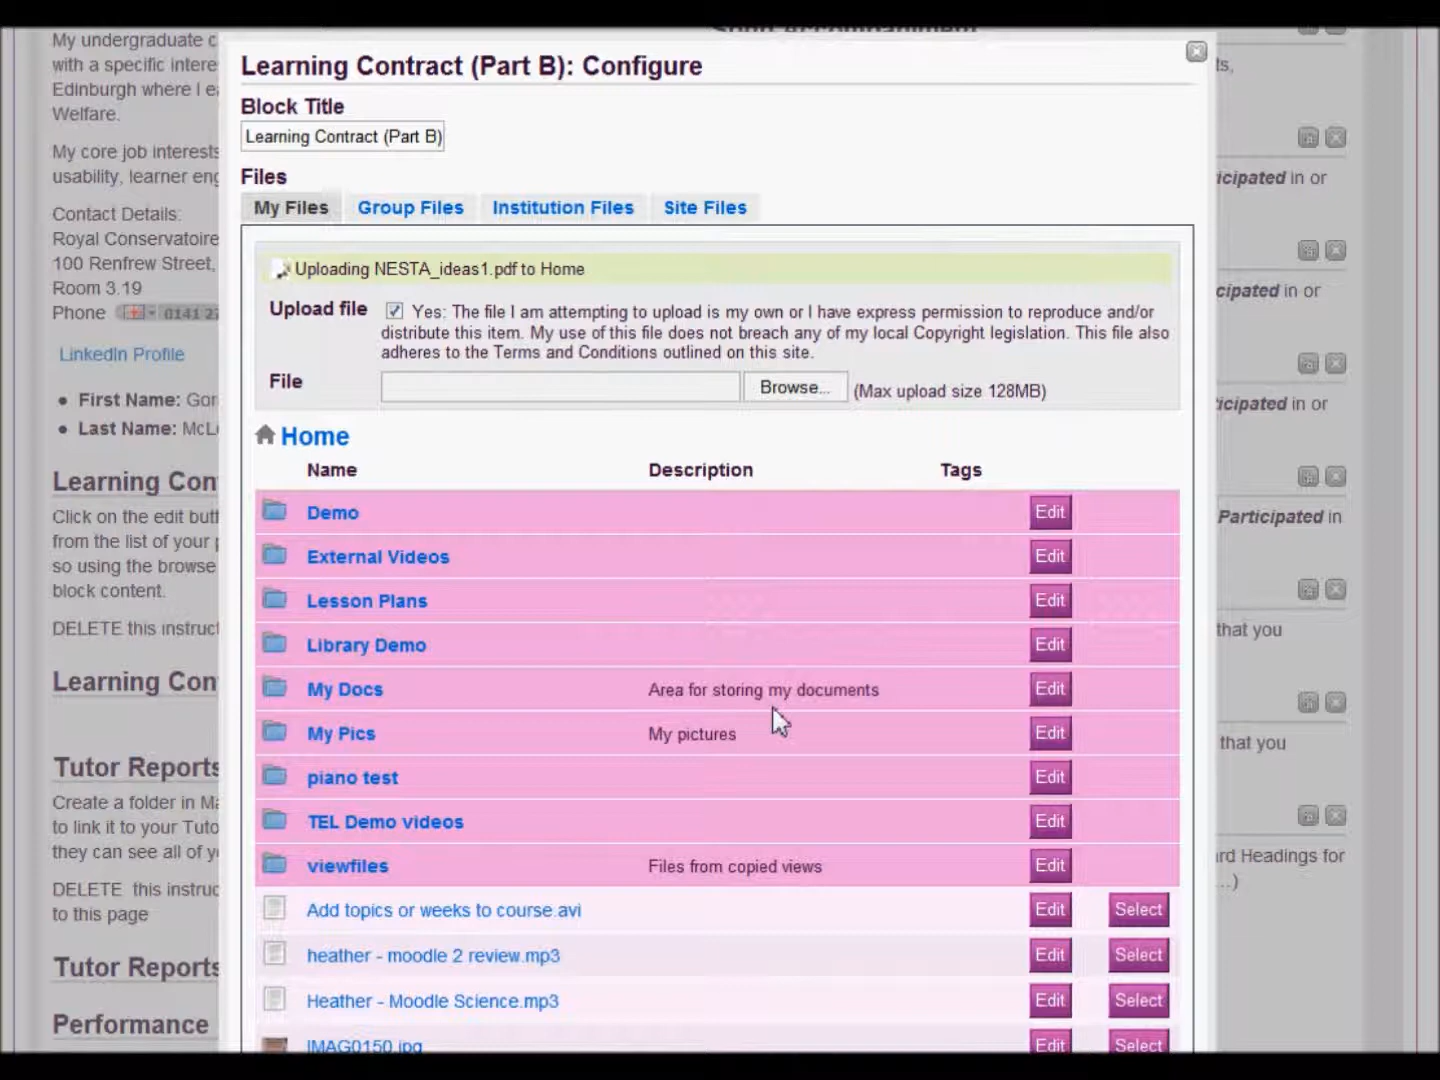 My undergraduate c
with a specific intere
Edinburgh where I ea
Welfare.
My core job interests
usability, learner eng
Contact Details:
Royal Conservatoire
100 Renfrew Street,
Room 3.19
Phone 0141 27
LinkedIn Profile
First Name: Gor
Last Name: McL
Learning Con
Click on the edit butt
from the list of your p
so using the browse
block content.
DELETE this instruct
Learning Con
Tutor Reports
Create a folder in Ma
to link it to your Tuto
they can see all of yo
DELETE this instruc
to this page
Tutor Reports
Performance
Learning Contract (Part B): Configure
Block Title
Learning Contract (Part B)
Files
My Files Group Files Institution Files Site Files
Uploading NESTA_ideas1.pdf to Home
Upload file Yes: The file I am attempting to upload is my own or I have express permission to reproduce and/or
distribute this item. My use of this file does not breach any of my local Copyright legislation. This file also
adheres to the Terms and Conditions outlined on this site.
File Browse... (Max upload size 128MB)
Home
Name Description Tags
Demo Edit
External Videos Edit
Lesson Plans Edit
Library Demo Edit
My Docs Area for storing my documents Edit
My Pics My pictures Edit
piano test Edit
TEL Demo videos Edit
viewfiles Files from copied views Edit
Add topics or weeks to course.avi Edit Select
heather - moodle 2 review.mp3 Edit Select
Heather - Moodle Science.mp3 Edit Select
IMAG0150.jpg Edit Select
ts,
icipated in or
cipated in or
icipated in or
Participated in
that you
that you
rd Headings for
...)